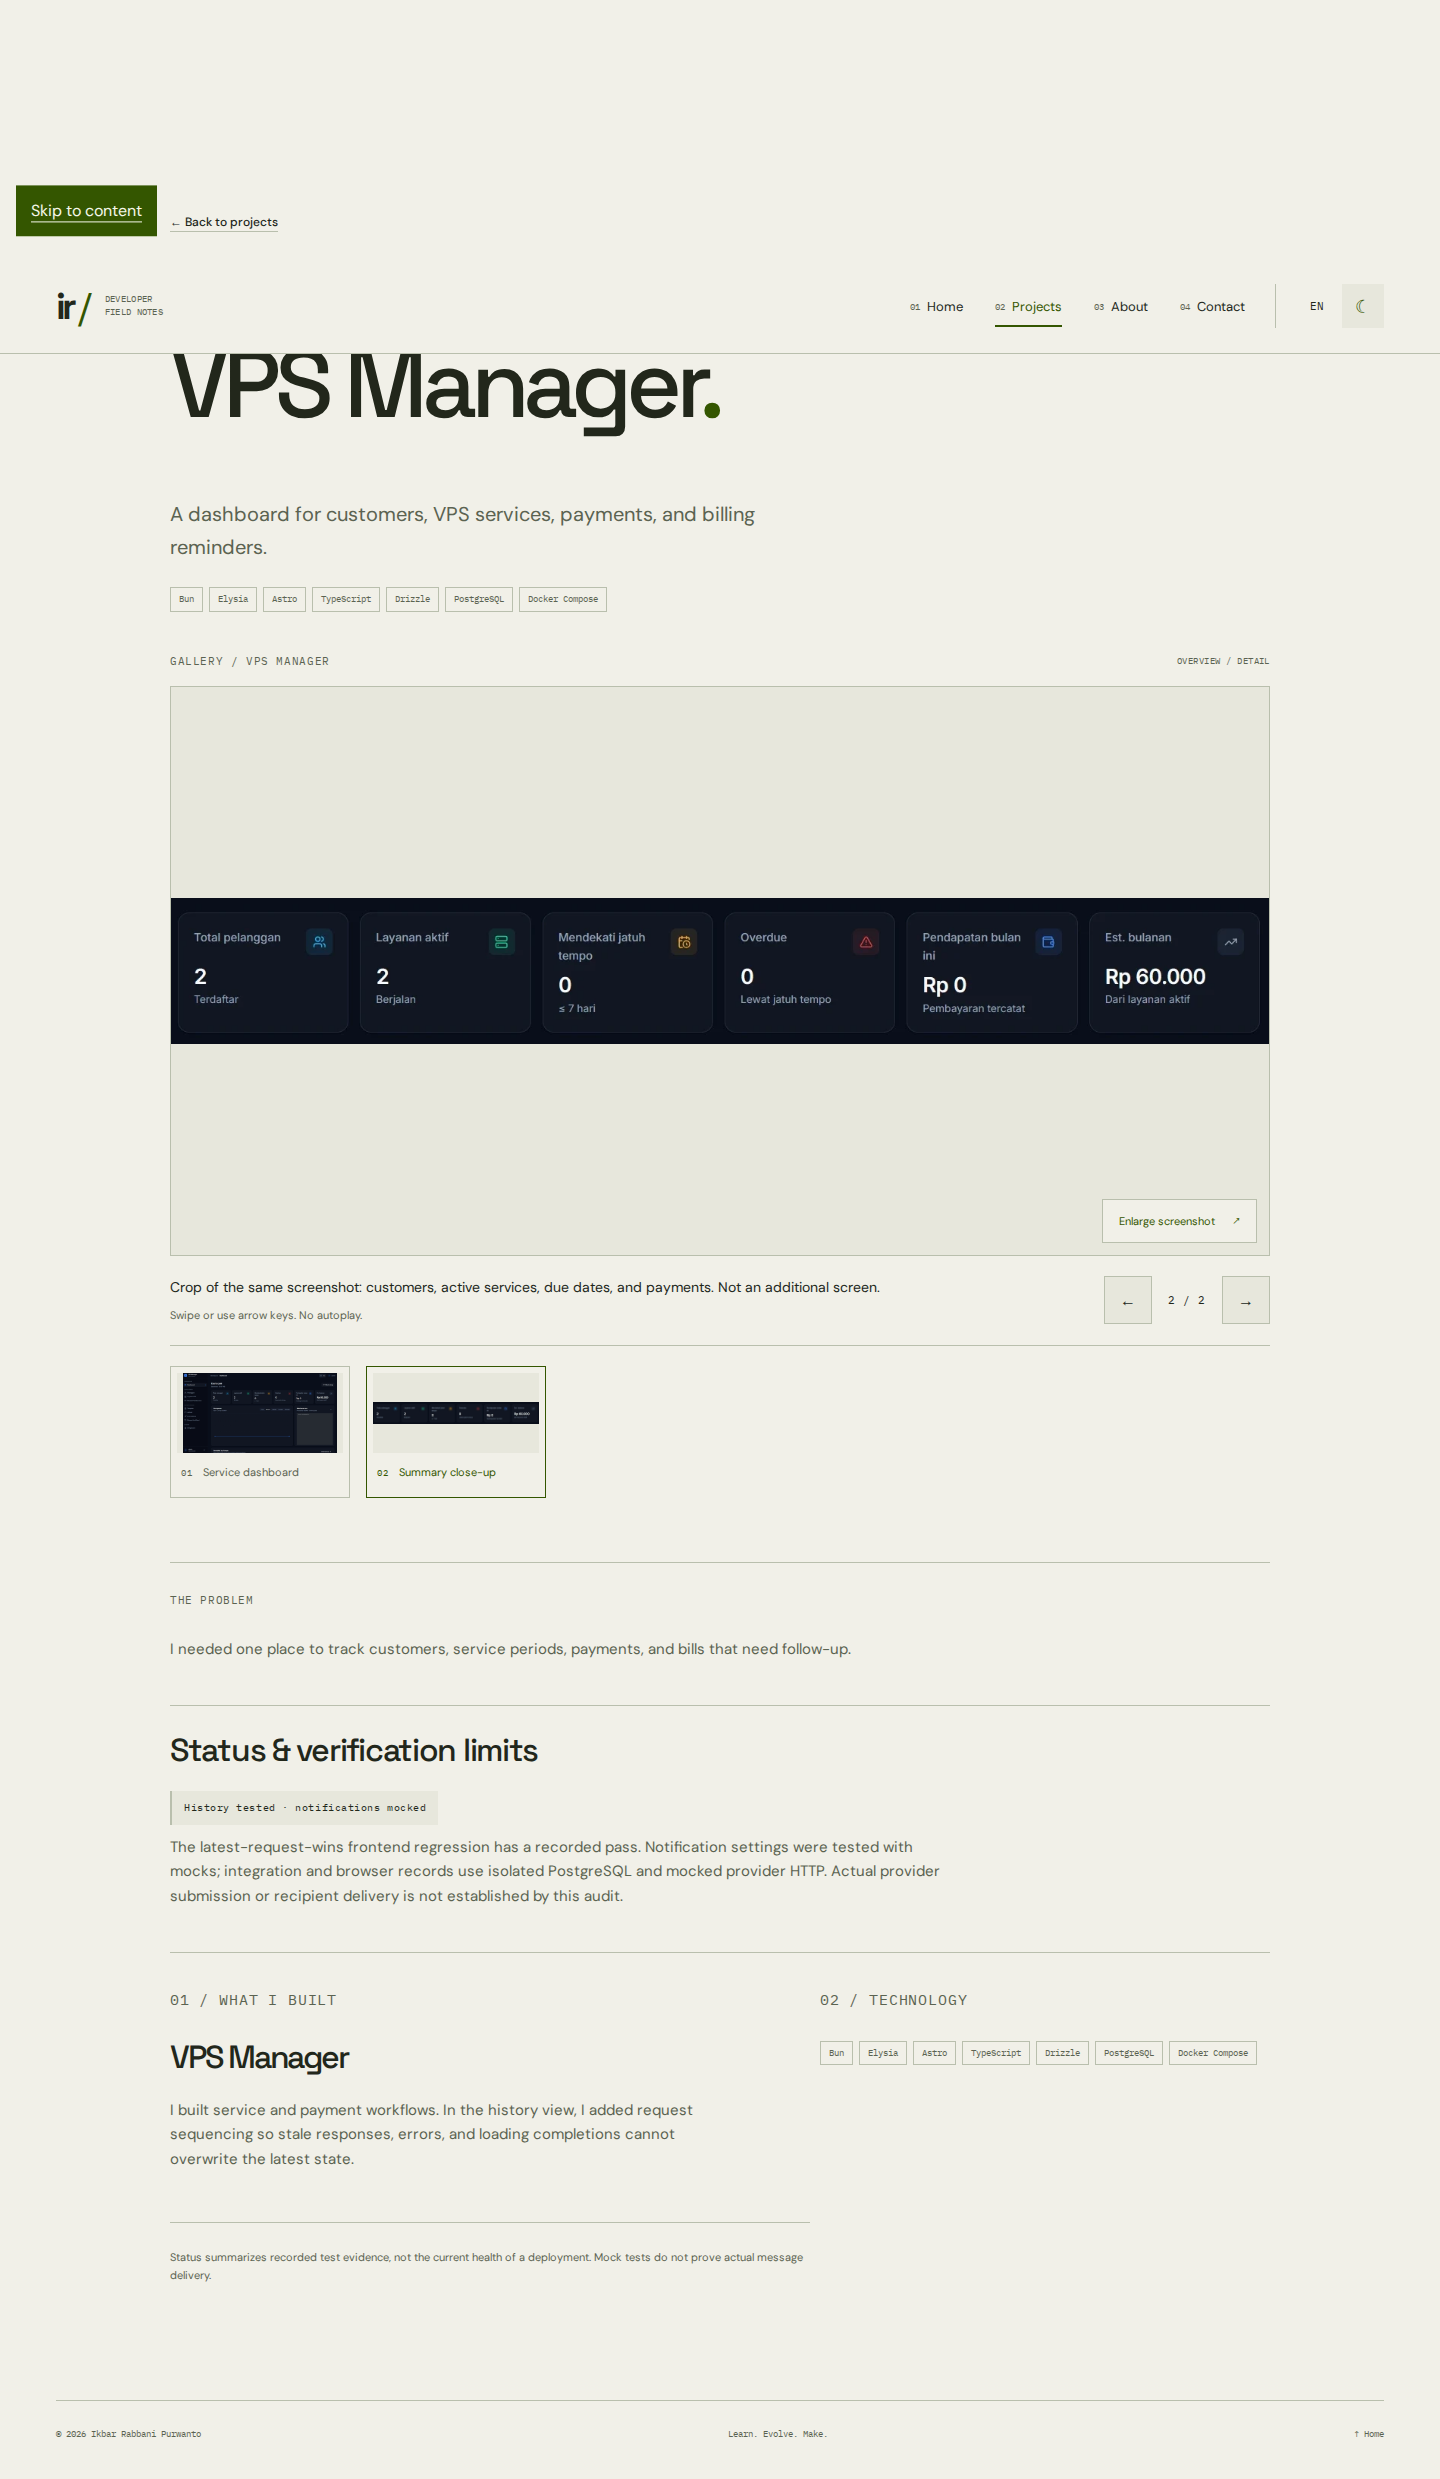 Skip to content
← Back to projects
ir/
DEVELOPER
FIELD NOTES
01 Home
02 Projects
03 About
04 Contact
EN
VPS Manager.
A dashboard for customers, VPS services, payments, and billing
reminders.
Bun
Elysia
Astro
TypeScript
Drizzle
PostgreSQL
Docker Compose
GALLERY / VPS MANAGER
OVERVIEW / DETAIL
Total pelanggan
2
Terdaftar
Layanan aktif
2
Berjalan
Mendekati jatuh
tempo
0
≤ 7 hari
Overdue
0
Lewat jatuh tempo
Pendapatan bulan
ini
Rp 0
Pembayaran tercatat
Est. bulanan
Rp 60.000
Dari layanan aktif
Enlarge screenshot ↗
Crop of the same screenshot: customers, active services, due dates, and payments. Not an additional screen.
Swipe or use arrow keys. No autoplay.
← 2 / 2 →
01 Service dashboard
02 Summary close-up
THE PROBLEM
I needed one place to track customers, service periods, payments, and bills that need follow-up.
Status & verification limits
History tested · notifications mocked
The latest-request-wins frontend regression has a recorded pass. Notification settings were tested with
mocks; integration and browser records use isolated PostgreSQL and mocked provider HTTP. Actual provider
submission or recipient delivery is not established by this audit.
01 / WHAT I BUILT
VPS Manager
I built service and payment workflows. In the history view, I added request
sequencing so stale responses, errors, and loading completions cannot
overwrite the latest state.
02 / TECHNOLOGY
Bun
Elysia
Astro
TypeScript
Drizzle
PostgreSQL
Docker Compose
Status summarizes recorded test evidence, not the current health of a deployment. Mock tests do not prove actual message
delivery.
© 2026 Ikbar Rabbani Purwanto
Learn. Evolve. Make.
↑ Home